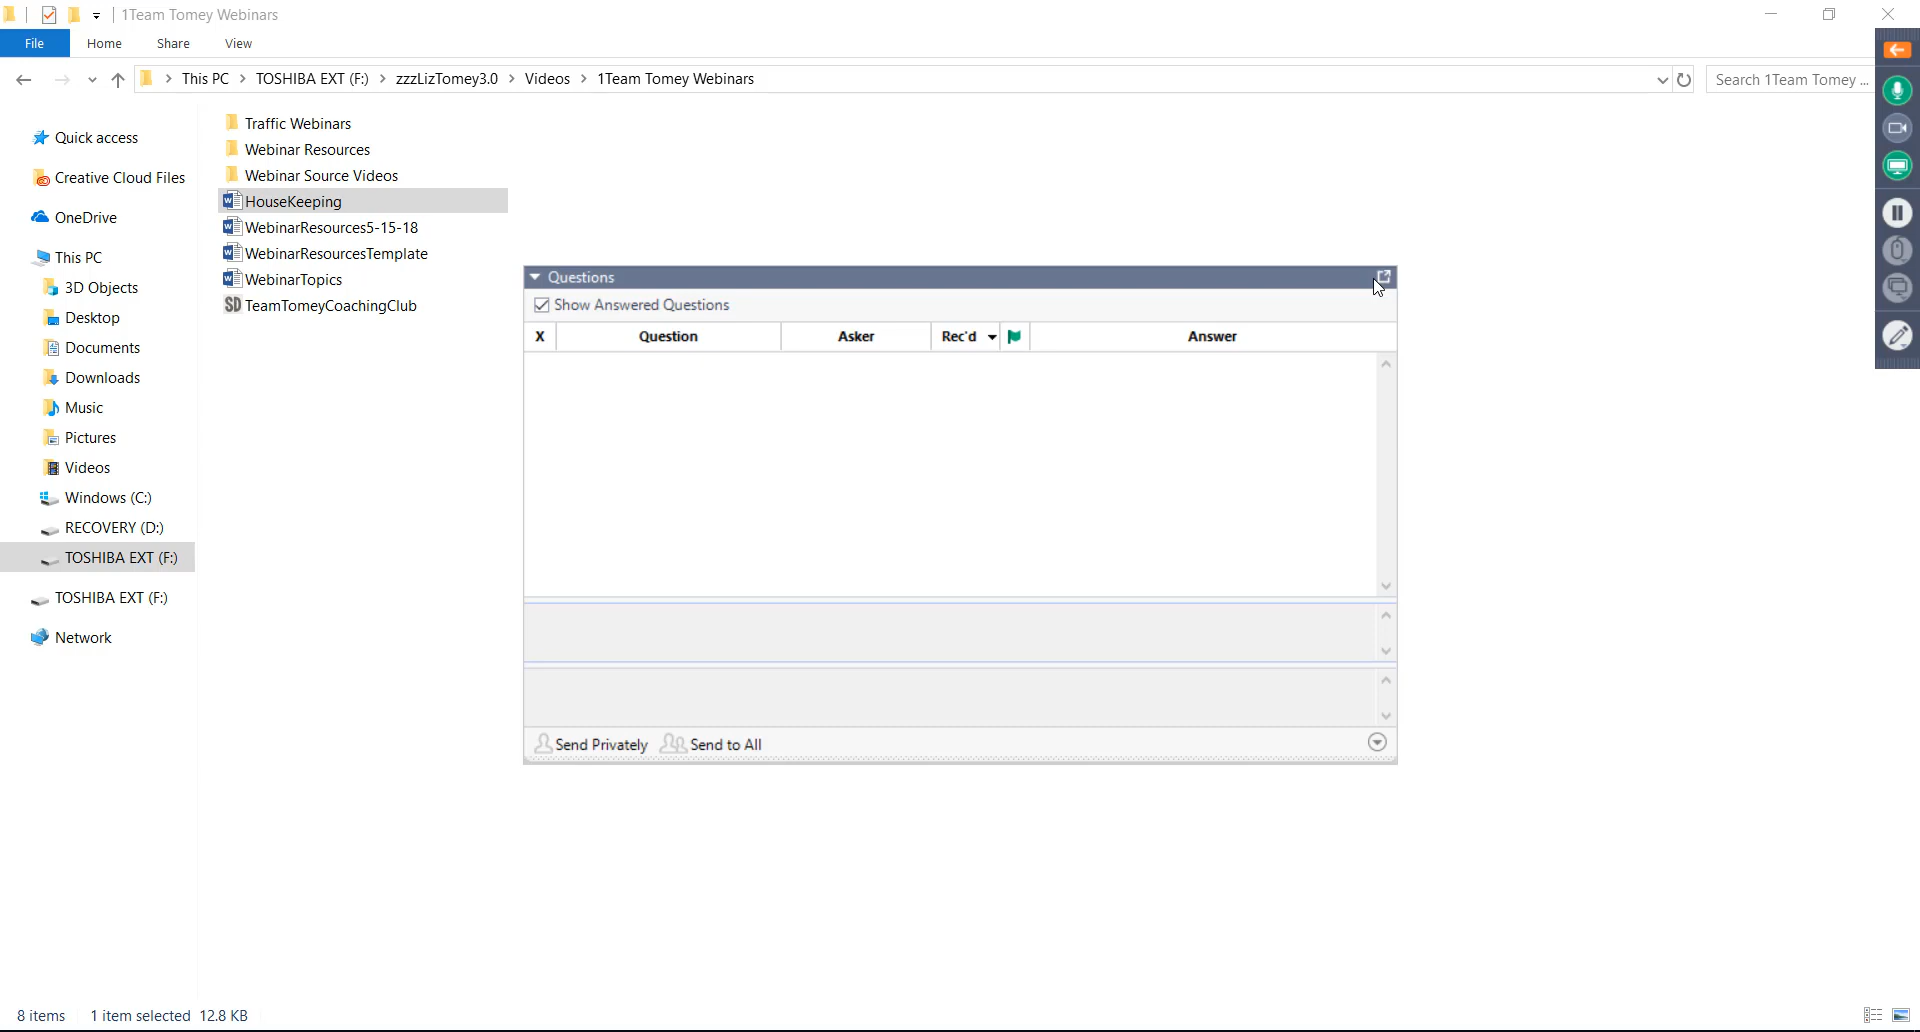 1Team Tomey Webinars
File Home Share View
This PC > TOSHIBA EXT (F:) > zzzLizTomey3.0 > Videos > 1Team Tomey Webinars
Search 1Team Tomey ...
Quick access
Creative Cloud Files
OneDrive
This PC
3D Objects
Desktop
Documents
Downloads
Music
Pictures
Videos
Windows (C:)
RECOVERY (D:)
TOSHIBA EXT (F:)
TOSHIBA EXT (F:)
Network
Traffic Webinars
Webinar Resources
Webinar Source Videos
HouseKeeping
WebinarResources5-15-18
WebinarResourcesTemplate
WebinarTopics
SD TeamTomeyCoachingClub
Questions
Show Answered Questions
X Question Asker Rec'd Answer
Send Privately Send to All
8 items 1 item selected 12.8 KB